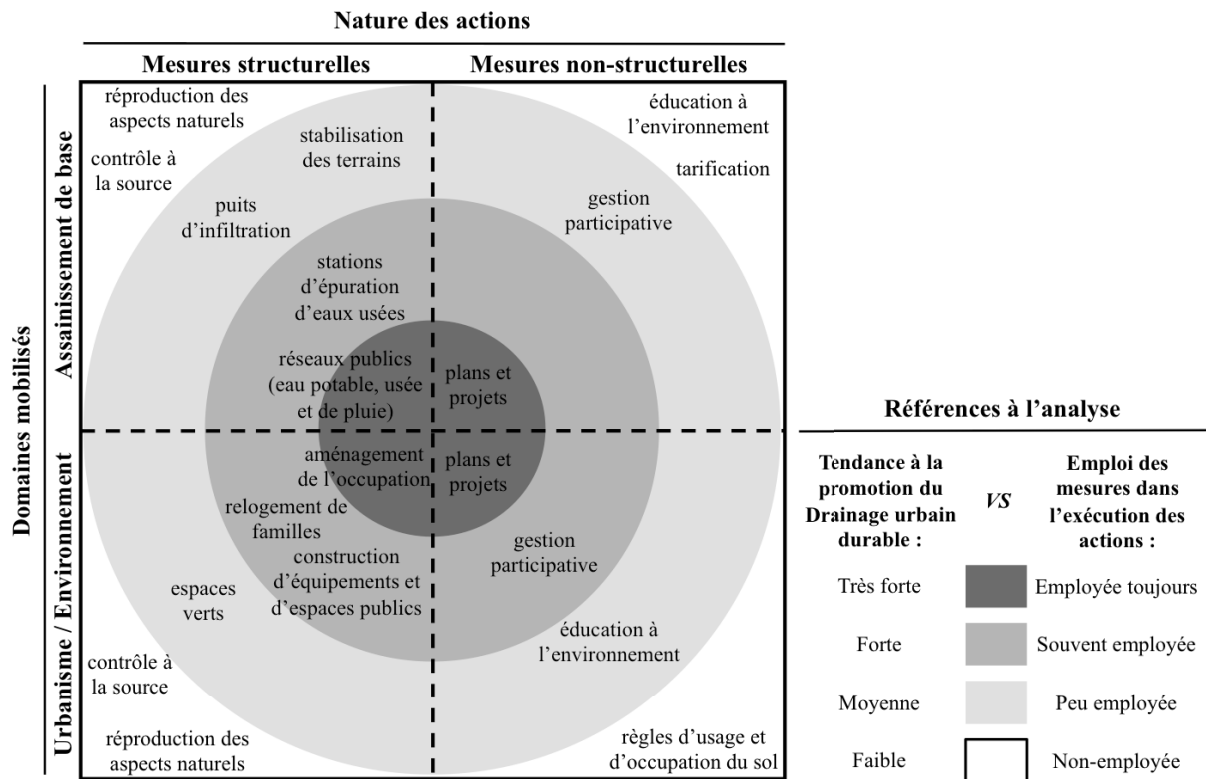 Nature des actions
Mesures structurelles
Mesures non-structurelles
Domaines mobilisés
Assainissement de base
réproduction des
aspects naturels
contrôle à
la source
stabilisation
des terrains
puits
d'infiltration
stations
d'épuration
d'eaux usées
réseaux publics
(eau potable, usée
et de pluie)
éducation à
l'environnement
tarification
gestion
participative
plans et
projets
Urbanisme / Environnement
aménagement
de l'occupation
relogement de
familles
construction
d'équipements et
d'espaces publics
espaces
verts
contrôle à
la source
réproduction des
aspects naturels
plans et
projets
gestion
participative
éducation à
l'environnement
règles d'usage et
d'occupation du sol
Références à l'analyse
Tendance à la
promotion du
Drainage urbain
durable :
VS
Emploi des
mesures dans
l'exécution des
actions :
Très forte
Employée toujours
Forte
Souvent employée
Moyenne
Peu employée
Faible
Non-employée